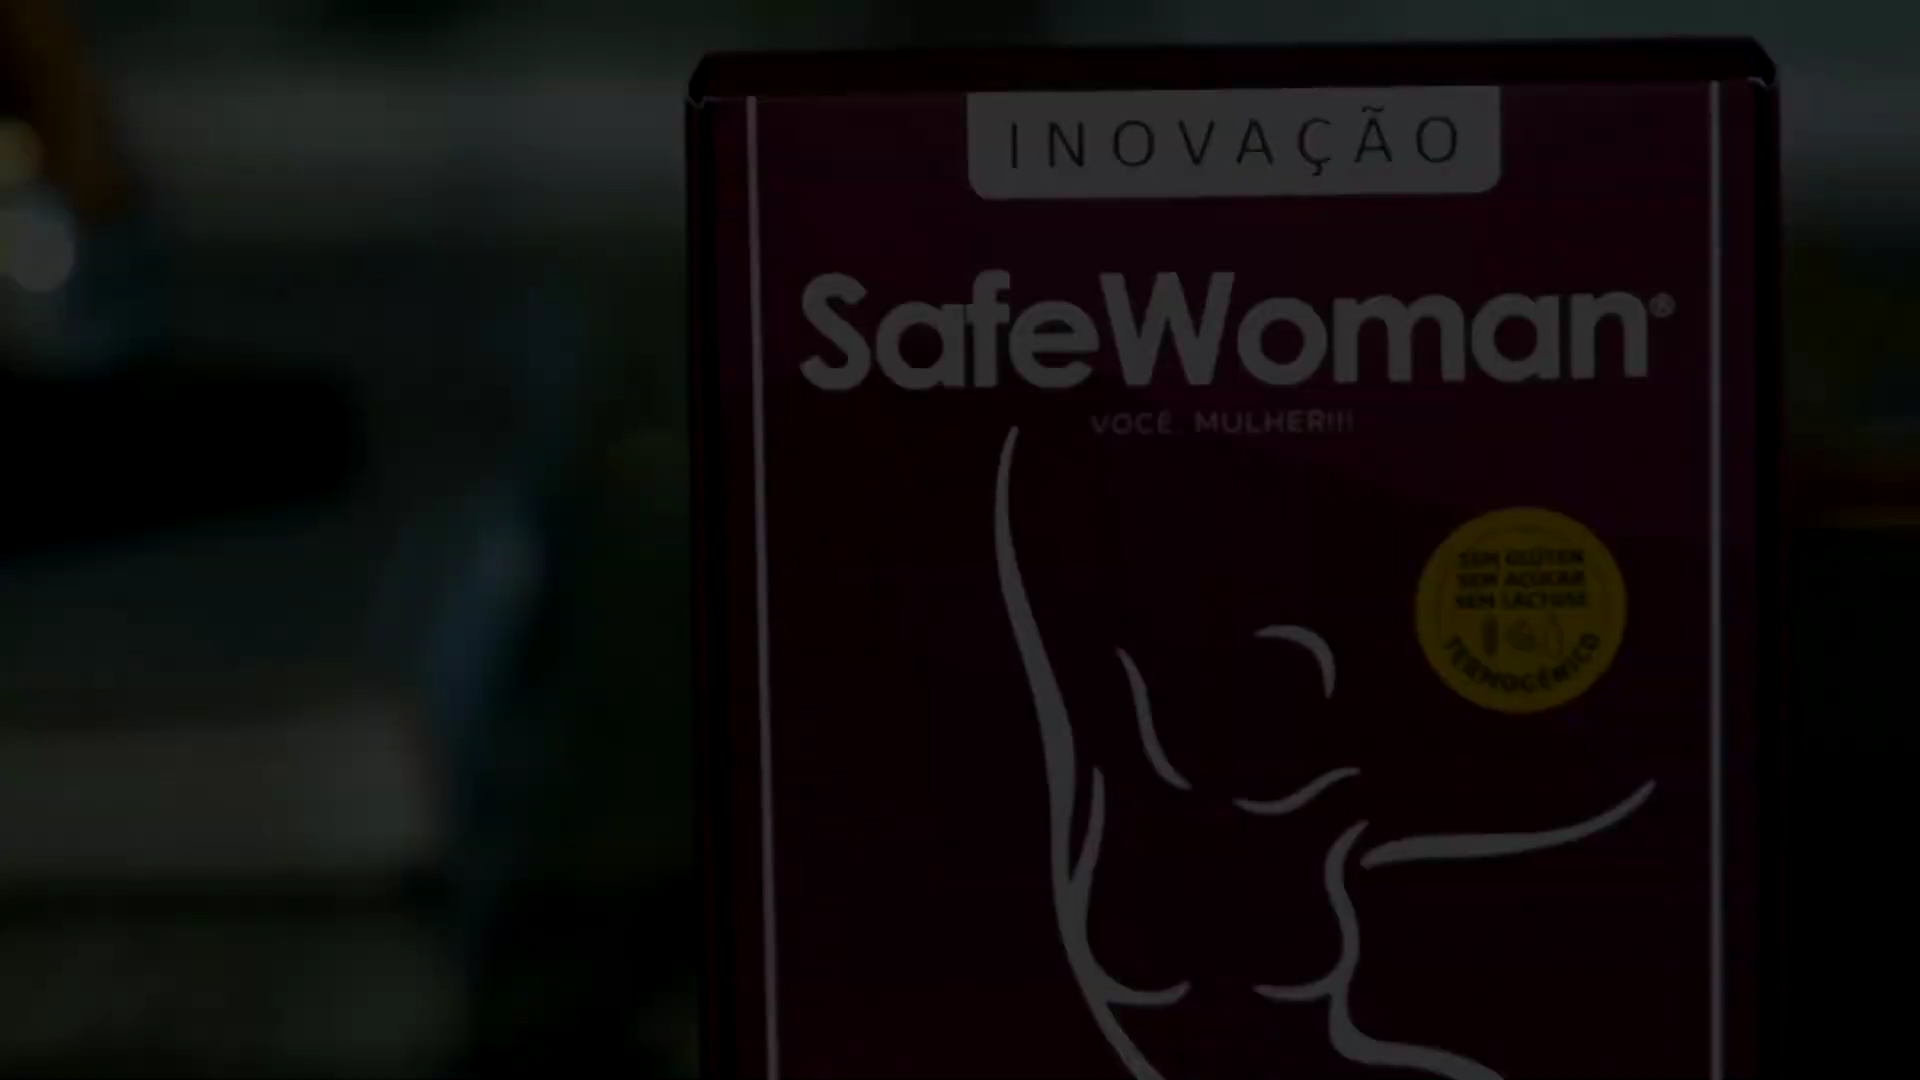 INOVAÇÃO
SafeWoman®
VOCÊ, MULHER!!!
SEM GLÚTEN
SEM AÇÚCAR
SEM LACTOSE
TERMOGÊNICO